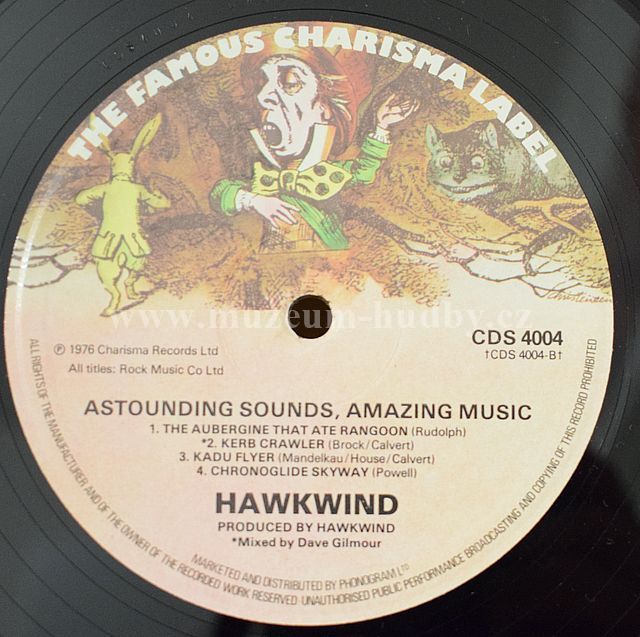 THE FAMOUS CHARISMA LABEL
www.muzeum-hudby.cz
℗ 1976 Charisma Records Ltd
All titles: Rock Music Co Ltd
CDS 4004
†CDS 4004-B†
ASTOUNDING SOUNDS, AMAZING MUSIC
1. THE AUBERGINE THAT ATE RANGOON (Rudolph)
*2. KERB CRAWLER (Brock/Calvert)
3. KADU FLYER (Mandelkau/House/Calvert)
4. CHRONOGLIDE SKYWAY (Powell)
HAWKWIND
PRODUCED BY HAWKWIND
*Mixed by Dave Gilmour
MARKETED AND DISTRIBUTED BY PHONOGRAM LTD
ALL RIGHTS OF THE MANUFACTURER AND OF THE OWNER OF THE RECORDED WORK RESERVED · UNAUTHORISED PUBLIC PERFORMANCE BROADCASTING AND COPYING OF THIS RECORD PROHIBITED